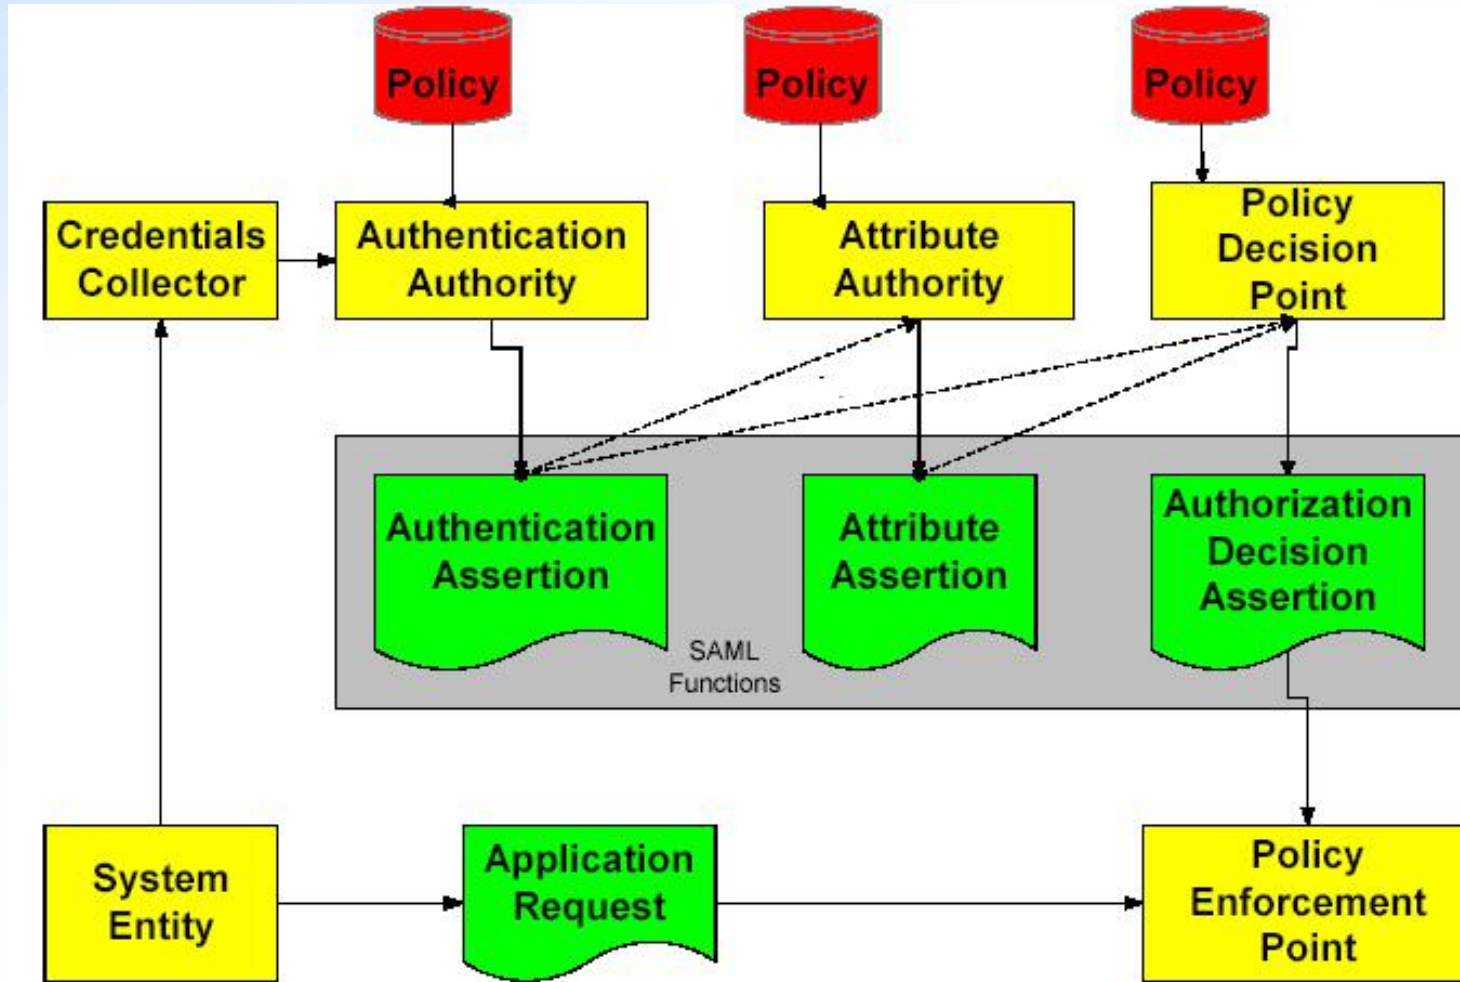 Policy
Policy
Policy
Credentials
Collector
Authentication
Authority
Attribute
Authority
Policy
Decision
Point
Authentication
Assertion
Attribute
Assertion
Authorization
Decision
Assertion
SAML
Functions
System
Entity
Application
Request
Policy
Enforcement
Point